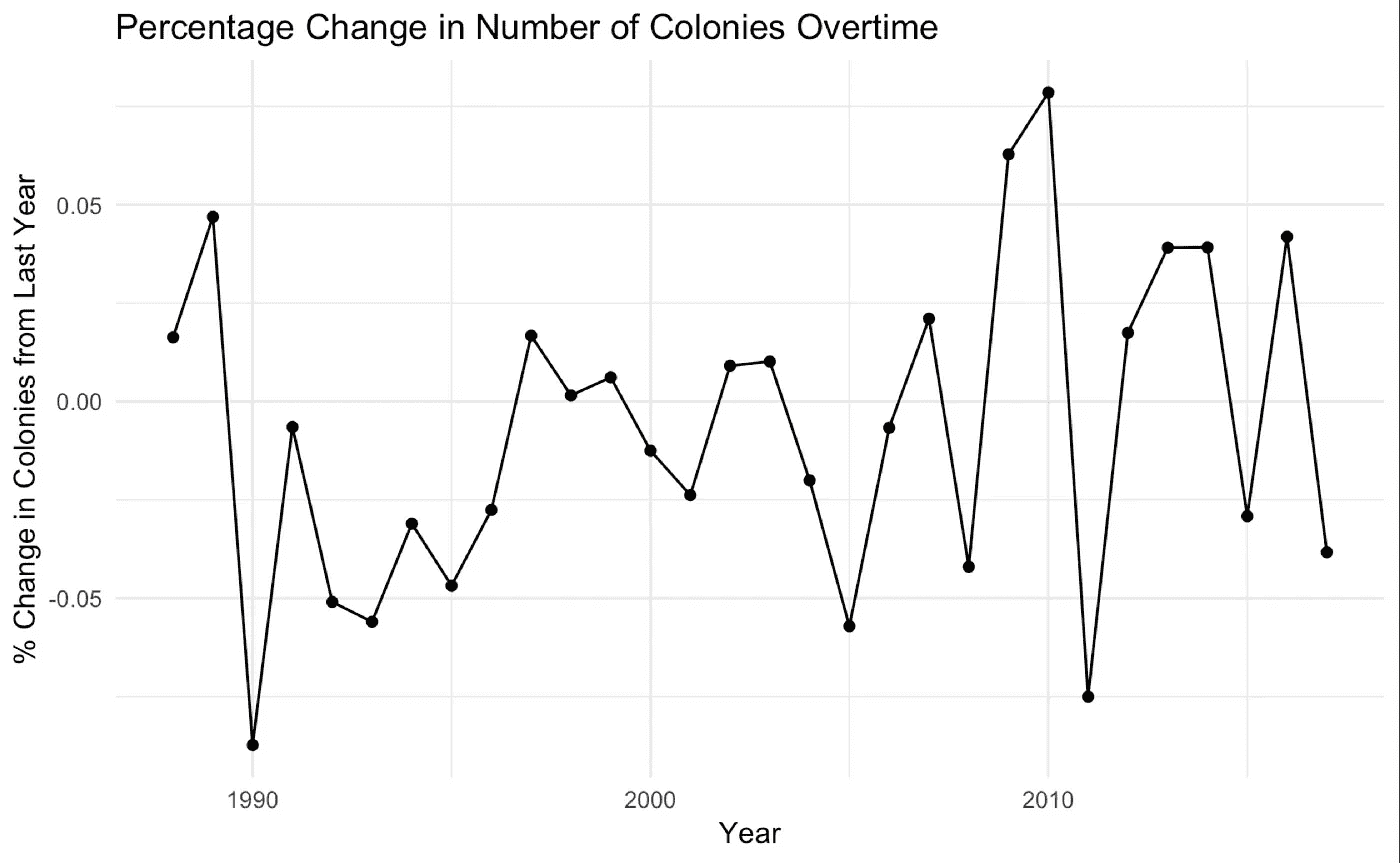 Percentage Change in Number of Colonies Overtime
% Change in Colonies from Last Year
0.05
0.00
-0.05
1990
2000
2010
Year